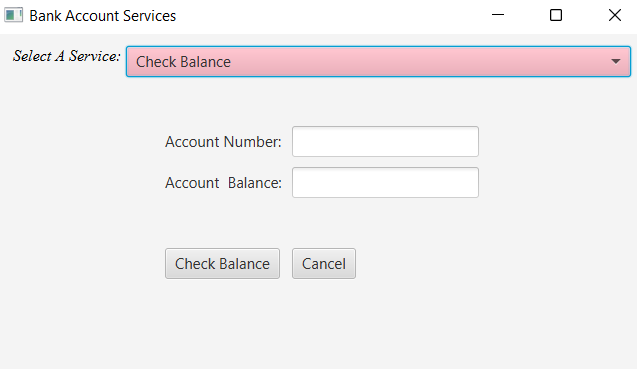 Bank Account Services
Select A Service: Check Balance
Account Number:
Account  Balance:
Check Balance Cancel